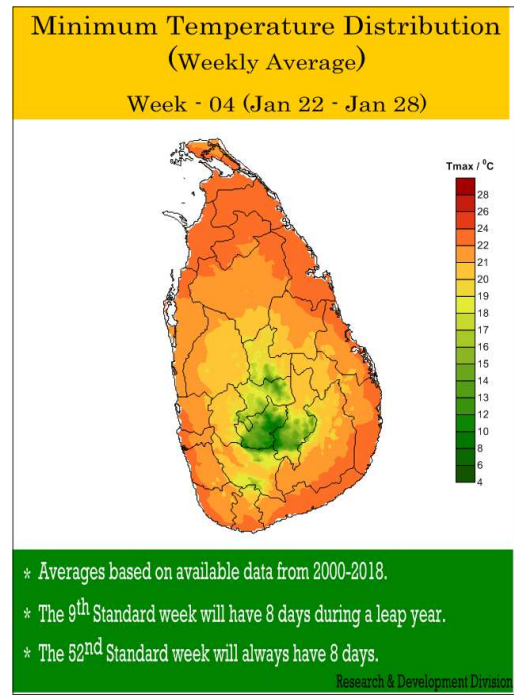 Minimum Temperature Distribution
(Weekly Average)
Week - 04 (Jan 22 - Jan 28)
Tmax / ⁰C
28
26
24
22
21
20
19
18
17
16
15
14
13
12
10
8
6
4
* Averages based on available data from 2000-2018.
* The 9th Standard week will have 8 days during a leap year.
* The 52nd Standard week will always have 8 days.
Research & Development Division